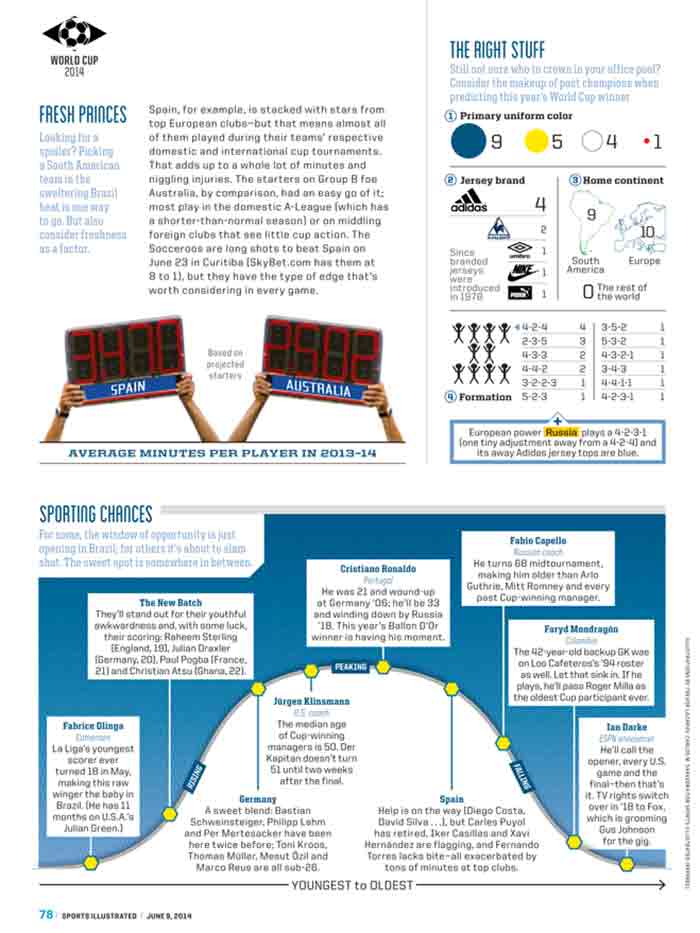 WORLD CUP
2014
FRESH PRINCES
Looking for a
spoiler? Picking
a South American
team in the
sweltering Brazil
heat is one way
to go. But also
consider freshness
as a factor.
Spain, for example, is stacked with stars from
top European clubs—but that means almost all
of them played during their teams' respective
domestic and international cup tournaments.
That adds up to a whole lot of minutes and
niggling injuries. The starters on Group B foe
Australia, by comparison, had an easy go of it;
most play in the domestic A-League (which has
a shorter-than-normal season) or on middling
foreign clubs that see little cup action. The
Socceroos are long shots to beat Spain on
June 23 in Curitiba (SkyBet.com has them at
8 to 1), but they have the type of edge that's
worth considering in every game.
SPAIN
Based on
projected
starters
2902
AUSTRALIA
AVERAGE MINUTES PER PLAYER IN 2013–14
THE RIGHT STUFF
Still not sure who to crown in your office pool?
Consider the makeup of past champions when
predicting this year's World Cup winner
1 Primary uniform color
9 5 4 1
2 Jersey brand
adidas 4
2
umbro 1
NIKE 1
PUMA 1
Since
branded
jerseys
were
introduced
in 1978
3 Home continent
9
10
South
America
Europe
0 The rest of
the world
4-2-4 4 3-5-2 1
2-3-5 3 5-3-2 1
4-3-3 2 4-3-2-1 1
4-4-2 2 3-4-3 1
3-2-2-3 1 4-4-1-1 1
4 Formation 5-2-3 1 4-2-3-1 1
+
European power Russia plays a 4-2-3-1
(one tiny adjustment away from a 4-2-4) and
its away Adidas jersey tops are blue.
SPORTING CHANCES
For some, the window of opportunity is just
opening in Brazil; for others it's about to slam
shut. The sweet spot is somewhere in between.
Fabrice Olinga
Cameroon
La Liga's youngest
scorer ever
turned 18 in May,
making this raw
winger the baby in
Brazil. (He has 11
months on U.S.A.'s
Julian Green.)
The New Batch
They'll stand out for their youthful
awkwardness and, with some luck,
their scoring: Raheem Sterling
(England, 19), Julian Draxler
(Germany, 20), Paul Pogba (France,
21) and Christian Atsu (Ghana, 22).
RISING
Germany
A sweet blend: Bastian
Schweinsteiger, Philipp Lahm
and Per Mertesacker have been
here twice before; Toni Kroos,
Thomas Müller, Mesut Özil and
Marco Reus are all sub-26.
Jürgen Klinsmann
U.S. coach
The median age
of Cup-winning
managers is 50. Der
Kapitan doesn't turn
51 until two weeks
after the final.
PEAKING
Cristiano Ronaldo
Portugal
He was 21 and wound-up
at Germany '06; he'll be 33
and winding down by Russia
'18. This year's Ballon D'Or
winner is having his moment.
Spain
Help is on the way (Diego Costa,
David Silva . . .), but Carles Puyol
has retired, Iker Casillas and Xavi
Hernández are flagging, and Fernando
Torres lacks bite—all exacerbated by
tons of minutes at top clubs.
Fabio Capello
Russian coach
He turns 68 midtournament,
making him older than Arlo
Guthrie, Mitt Romney and every
past Cup-winning manager.
FALLING
Faryd Mondragón
Colombia
The 42-year-old backup GK was
on Los Cafeteros's '94 roster
as well. Let that sink in. If he
plays, he'll pass Roger Milla as
the oldest Cup participant ever.
Ian Darke
ESPN announcer
He'll call the
opener, every U.S.
game and the
final—then that's
it. TV rights switch
over in '18 to Fox,
which is grooming
Gus Johnson
for the gig.
YOUNGEST to OLDEST
78 | SPORTS ILLUSTRATED | JUNE 9, 2014